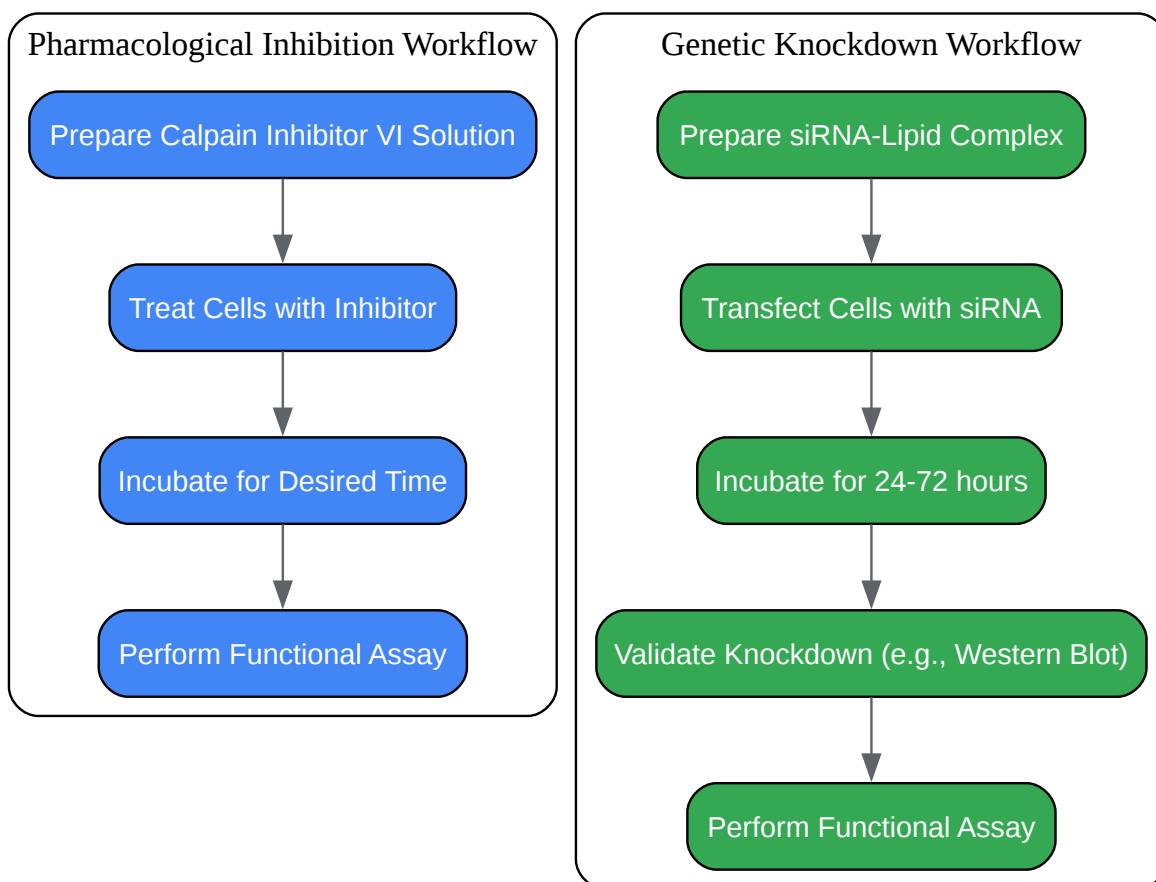 Pharmacological Inhibition Workflow
Prepare Calpain Inhibitor VI Solution
Treat Cells with Inhibitor
Incubate for Desired Time
Perform Functional Assay
Genetic Knockdown Workflow
Prepare siRNA-Lipid Complex
Transfect Cells with siRNA
Incubate for 24-72 hours
Validate Knockdown (e.g., Western Blot)
Perform Functional Assay